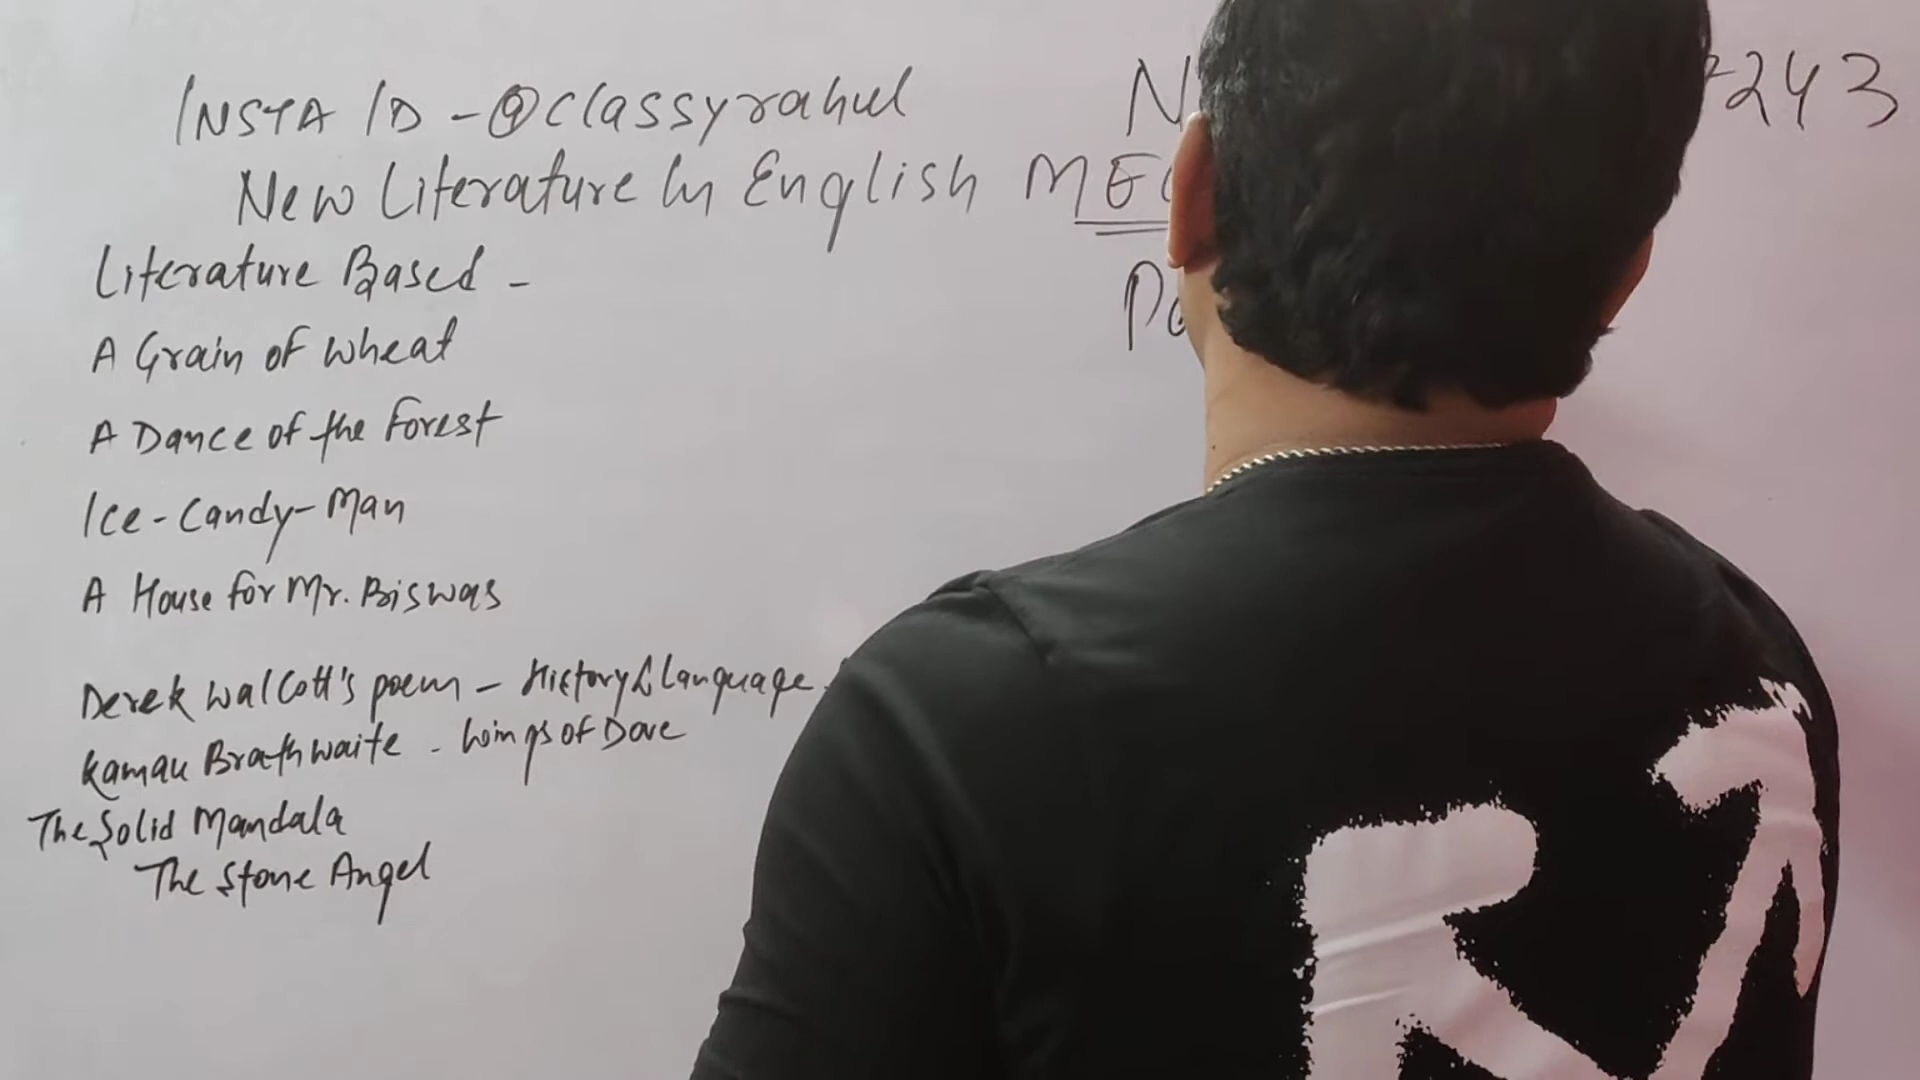 INSTA ID - @classyrahul N 7243
New Literature In English MEG
Literature Based -
A Grain of Wheat
A Dance of the Forest
Ice-Candy-Man
A House for Mr. Biswas
Derek Walcott's poem - History & language.
Kamau Brathwaite - Wings of Dove
The Solid Mandala
The Stone Angel